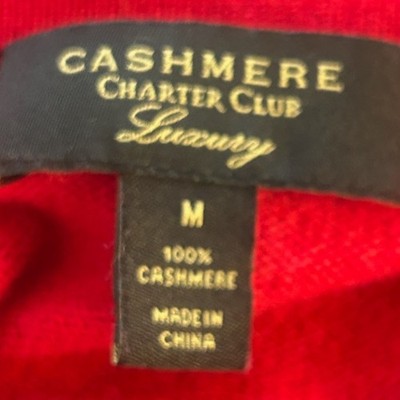 CASHMERE
CHARTER CLUB
Luxury
M
100%
CASHMERE
MADE IN
CHINA